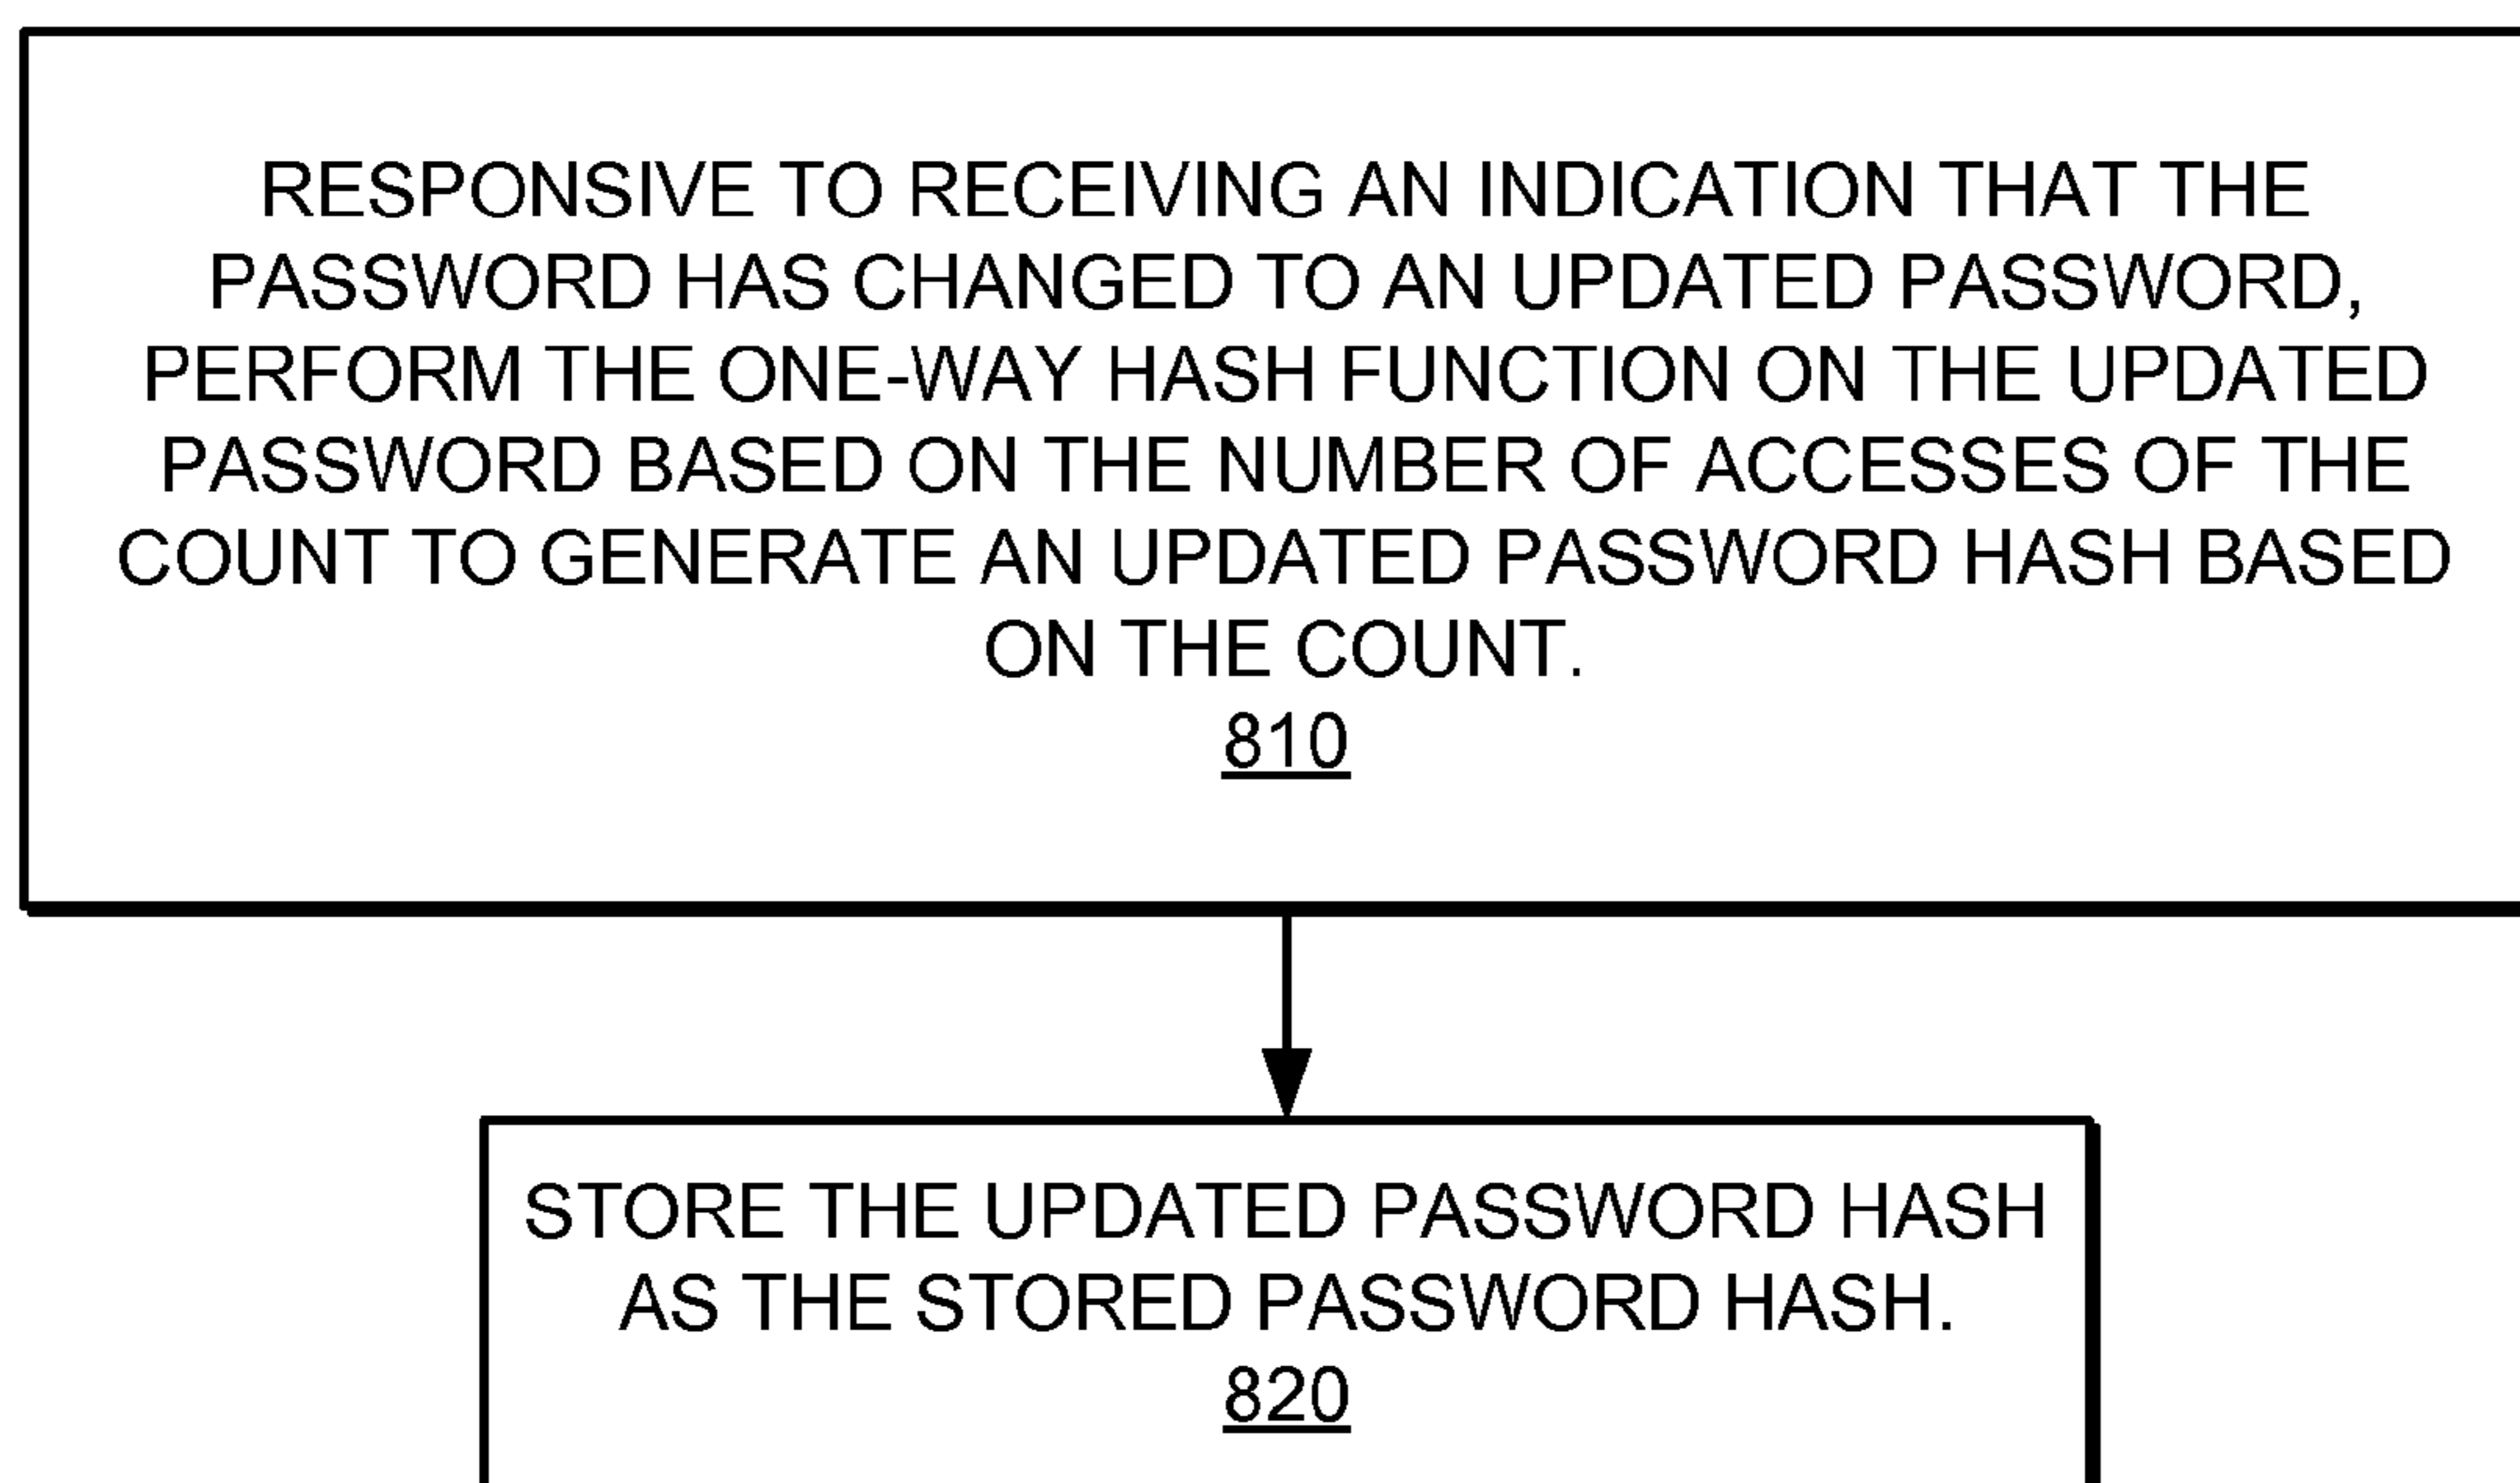 RESPONSIVE TO RECEIVING AN INDICATION THAT THE
PASSWORD HAS CHANGED TO AN UPDATED PASSWORD,
PERFORM THE ONE-WAY HASH FUNCTION ON THE UPDATED
PASSWORD BASED ON THE NUMBER OF ACCESSES OF THE
COUNT TO GENERATE AN UPDATED PASSWORD HASH BASED
ON THE COUNT.
810
STORE THE UPDATED PASSWORD HASH
AS THE STORED PASSWORD HASH.
820